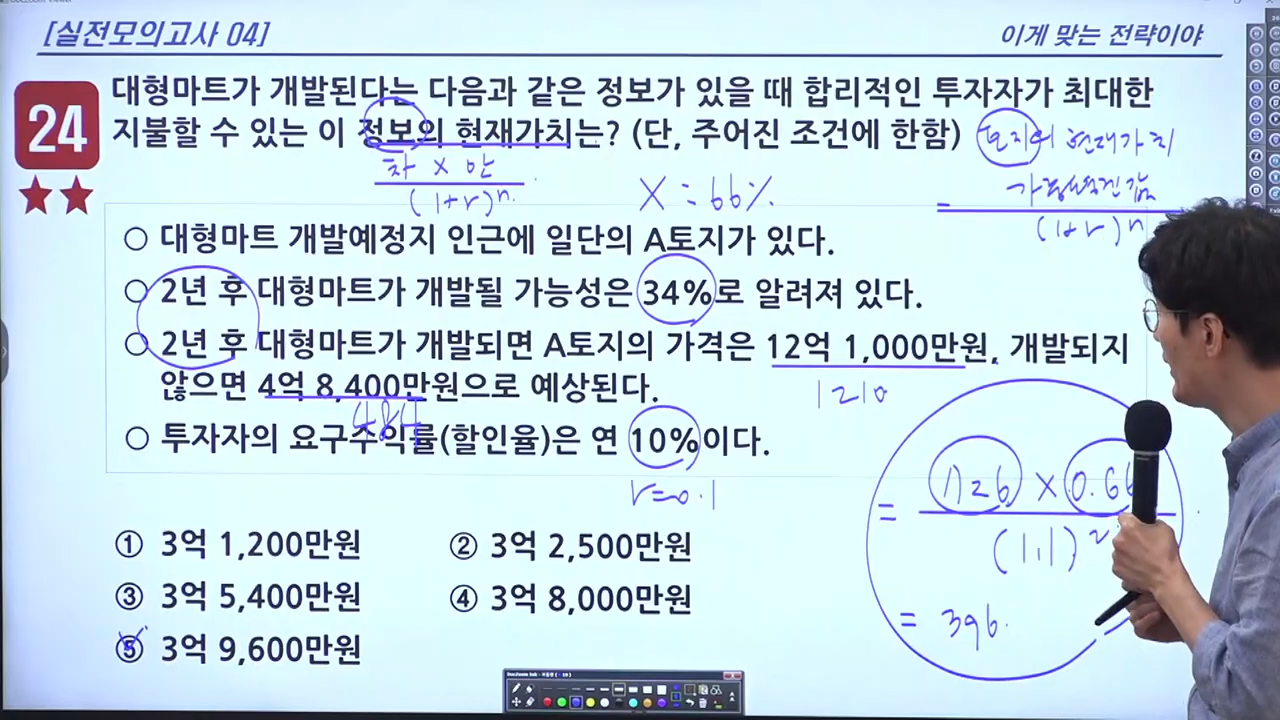 [실전모의고사 04]
이게 맞는 전략이야
24
대형마트가 개발된다는 다음과 같은 정보가 있을 때 합리적인 투자자가 최대한
지불할 수 있는 이 정보의 현재가치는? (단, 주어진 조건에 한함)
토지의 현재가치
차 × 안
(1+r)ⁿ
X = 66%
(1+r)ⁿ
○ 대형마트 개발예정지 인근에 일단의 A토지가 있다.
○ 2년 후 대형마트가 개발될 가능성은 34%로 알려져 있다.
○ 2년 후 대형마트가 개발되면 A토지의 가격은 12억 1,000만원, 개발되지
않으면 4억 8,400만원으로 예상된다.
1210
484
○ 투자자의 요구수익률(할인율)은 연 10%이다.
r=0.1
= 726 × 0.66
(1.1)²
= 396.
① 3억 1,200만원
② 3억 2,500만원
③ 3억 5,400만원
④ 3억 8,000만원
⑤ 3억 9,600만원